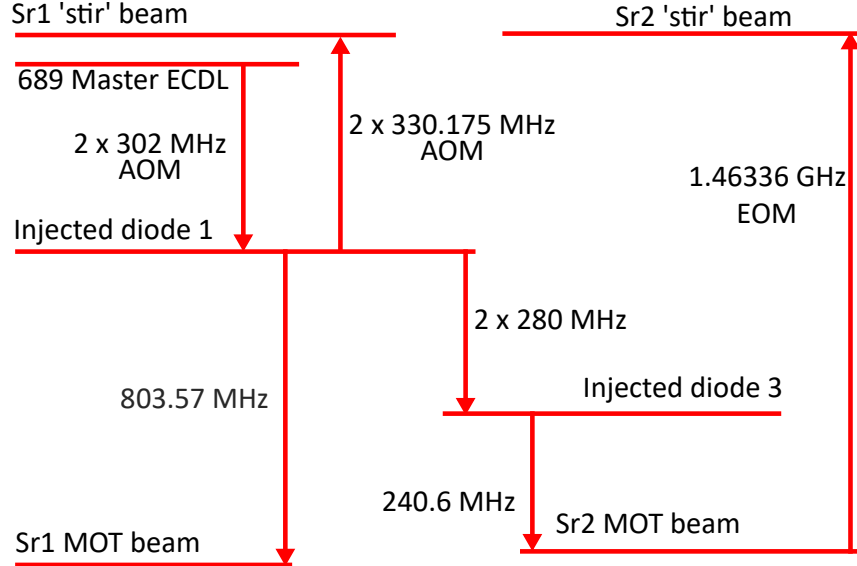 Sr1 'stir' beam
Sr2 'stir' beam
689 Master ECDL
2 x 302 MHz
AOM
2 x 330.175 MHz
AOM
1.46336 GHz
EOM
Injected diode 1
2 x 280 MHz
803.57 MHz
Injected diode 3
240.6 MHz
Sr2 MOT beam
Sr1 MOT beam